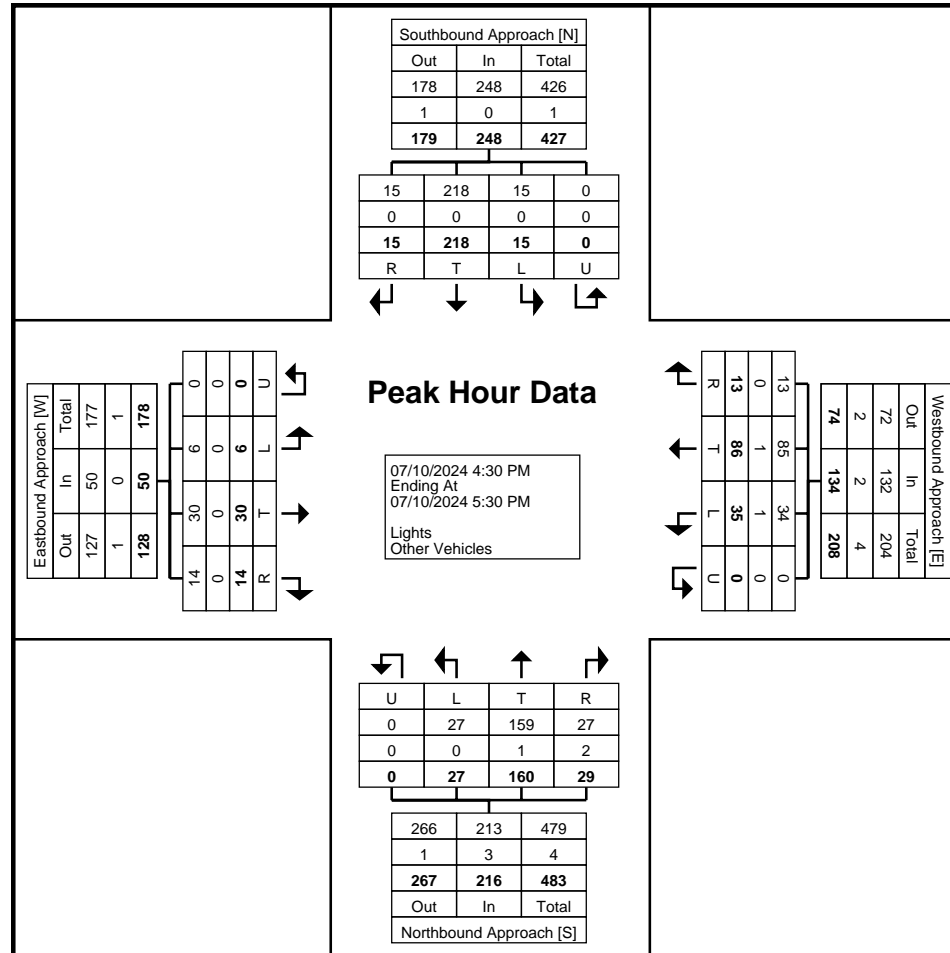 Southbound Approach [N]
Out In Total
178 248 426
1 0 1
179 248 427
15 218 15 0
0 0 0 0
15 218 15 0
R T L U
Peak Hour Data
07/10/2024 4:30 PM
Ending At
07/10/2024 5:30 PM
Lights
Other Vehicles
Eastbound Approach [W]
Total In Out
177 50 127
1 0 1
178 50 128
0 6 30 14
0 0 0 0
0 6 30 14
U L T R
Westbound Approach [E]
Out In Total
72 132 204
2 2 4
74 134 208
13 85 34 0
0 1 1 0
13 86 35 0
R T L U
U L T R
0 27 159 27
0 0 1 2
0 27 160 29
266 213 479
1 3 4
267 216 483
Out In Total
Northbound Approach [S]